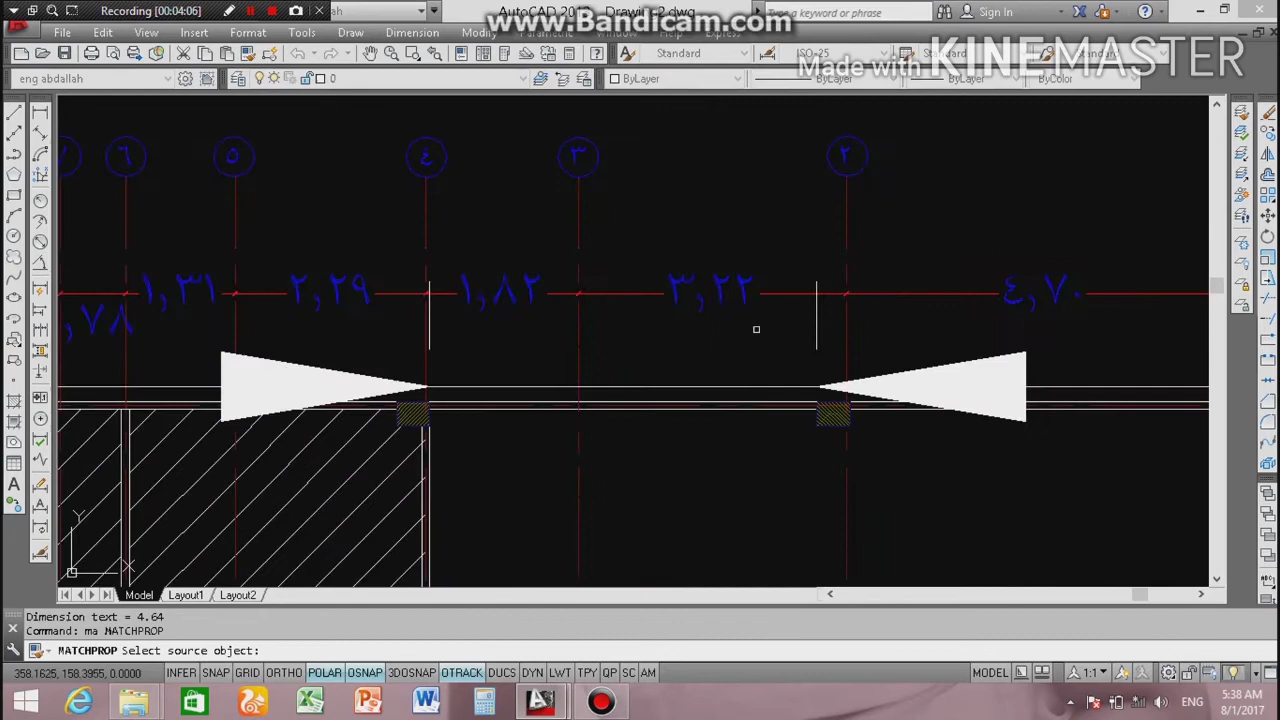 Recording [00:04:06]
AutoCAD 20
Drawing2.dwg
www.Bandicam.com
Type a keyword or phrase
Sign In
File Edit View Insert Format Tools Draw Dimension Modify Express
Standard
ISO-25
Standard
Made with KINEMASTER
eng abdallah
0
ByLayer
ByLayer
ByLayer
ByColor
٦ ٥ ٤ ٣ ٢
١,٣١ ٢,٢٩ ١,٨٢ ٣,٢٢ ٤,٧٠
,٧٨
Y
X
Model Layout1 Layout2
Dimension text = 4.64
Command: ma MATCHPROP
MATCHPROP Select source object:
358.1625, 158.3955, 0.0000 INFER SNAP GRID ORTHO POLAR OSNAP 3DOSNAP OTRACK DUCS DYN LWT TPY QP SC AM MODEL 1:1
ENG
5:38 AM
8/1/2017